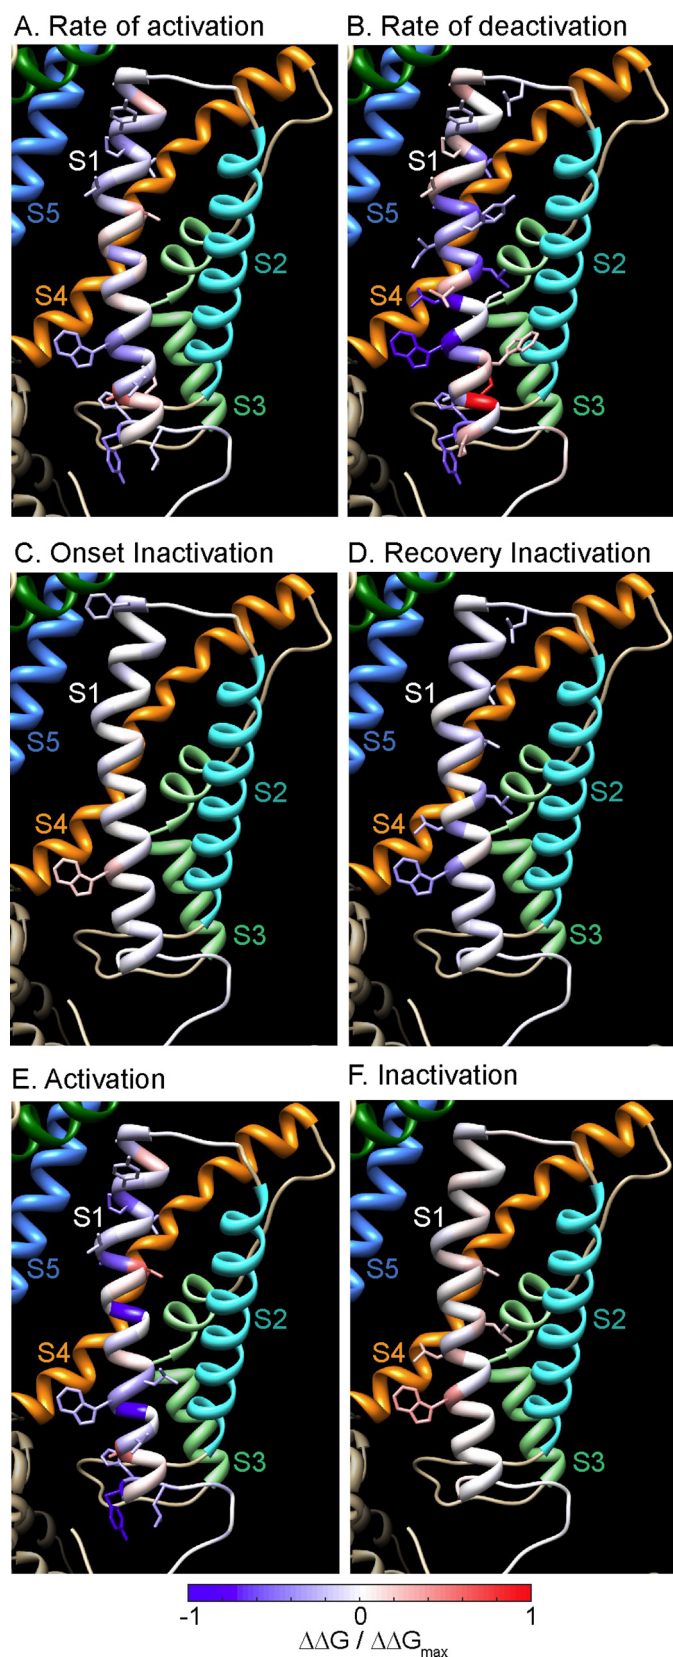 A. Rate of activation
B. Rate of deactivation
S1
S5
S4
S2
S3
S1
S5
S4
S2
S3
C. Onset Inactivation
D. Recovery Inactivation
S1
S5
S4
S2
S3
S1
S5
S4
S2
S3
E. Activation
F. Inactivation
S1
S5
S4
S2
S3
S1
S5
S4
S2
S3
-1 0 1
ΔΔG / ΔΔGmax